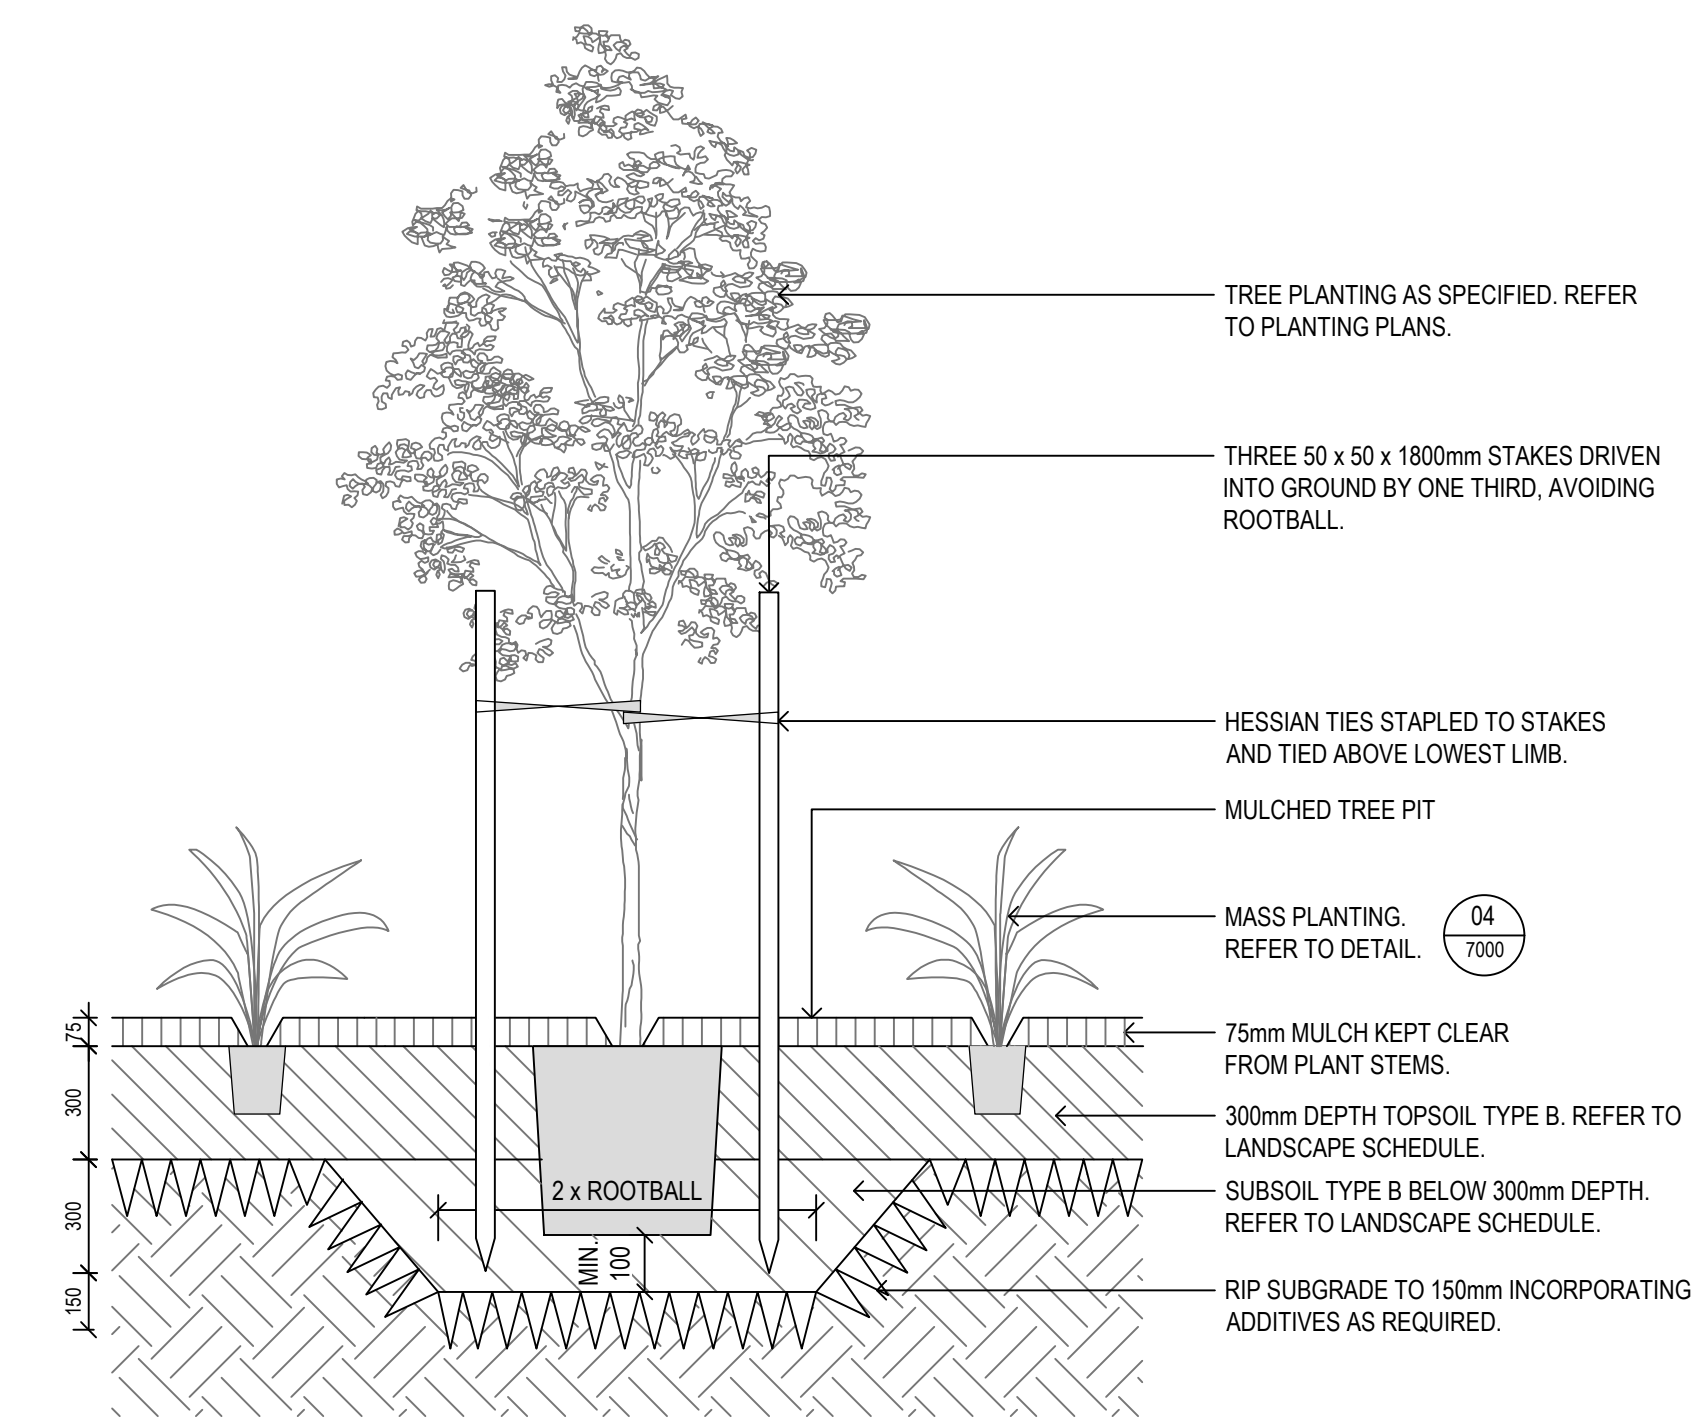 TREE PLANTING AS SPECIFIED. REFER
TO PLANTING PLANS.
THREE 50 x 50 x 1800mm STAKES DRIVEN
INTO GROUND BY ONE THIRD, AVOIDING
ROOTBALL.
HESSIAN TIES STAPLED TO STAKES
AND TIED ABOVE LOWEST LIMB.
MULCHED TREE PIT
MASS PLANTING.
REFER TO DETAIL.
04
7000
75mm MULCH KEPT CLEAR
FROM PLANT STEMS.
300mm DEPTH TOPSOIL TYPE B. REFER TO
LANDSCAPE SCHEDULE.
SUBSOIL TYPE B BELOW 300mm DEPTH.
REFER TO LANDSCAPE SCHEDULE.
RIP SUBGRADE TO 150mm INCORPORATING
ADDITIVES AS REQUIRED.
75
300
300
150
2 x ROOTBALL
MIN.
100